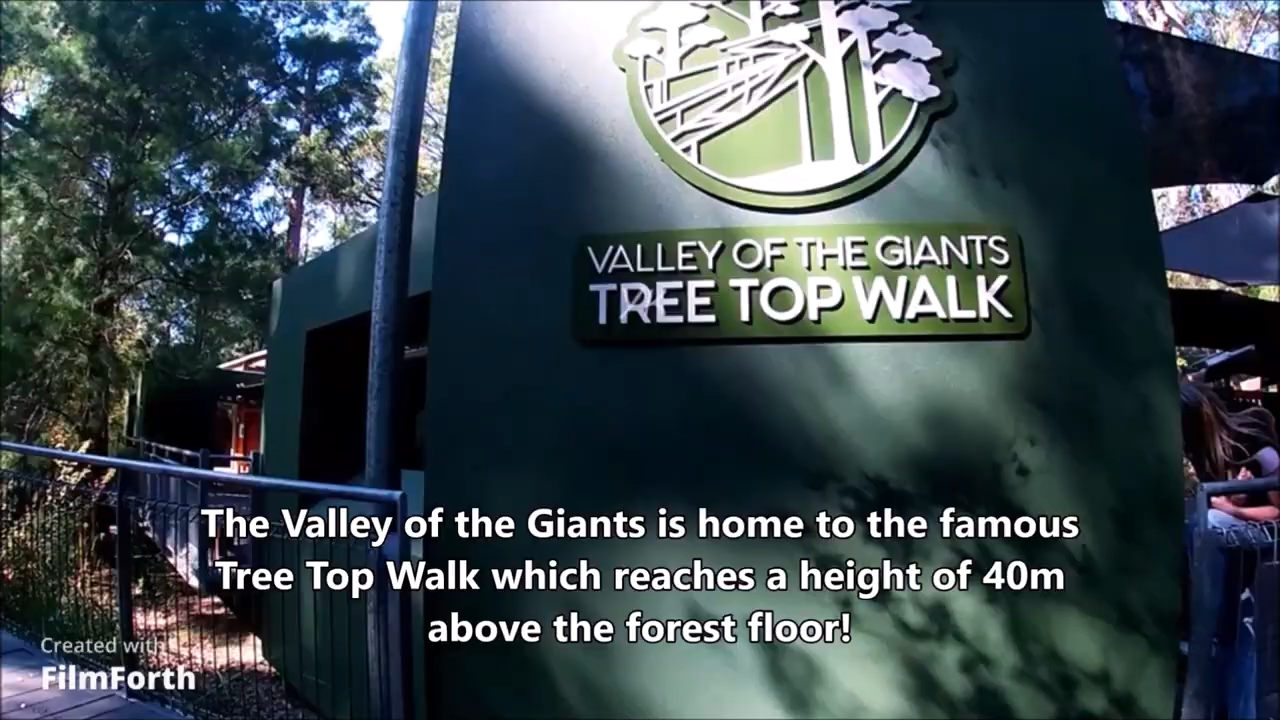 VALLEY OF THE GIANTS
TREE TOP WALK
The Valley of the Giants is home to the famous
Tree Top Walk which reaches a height of 40m
above the forest floor!
Created with
FilmForth